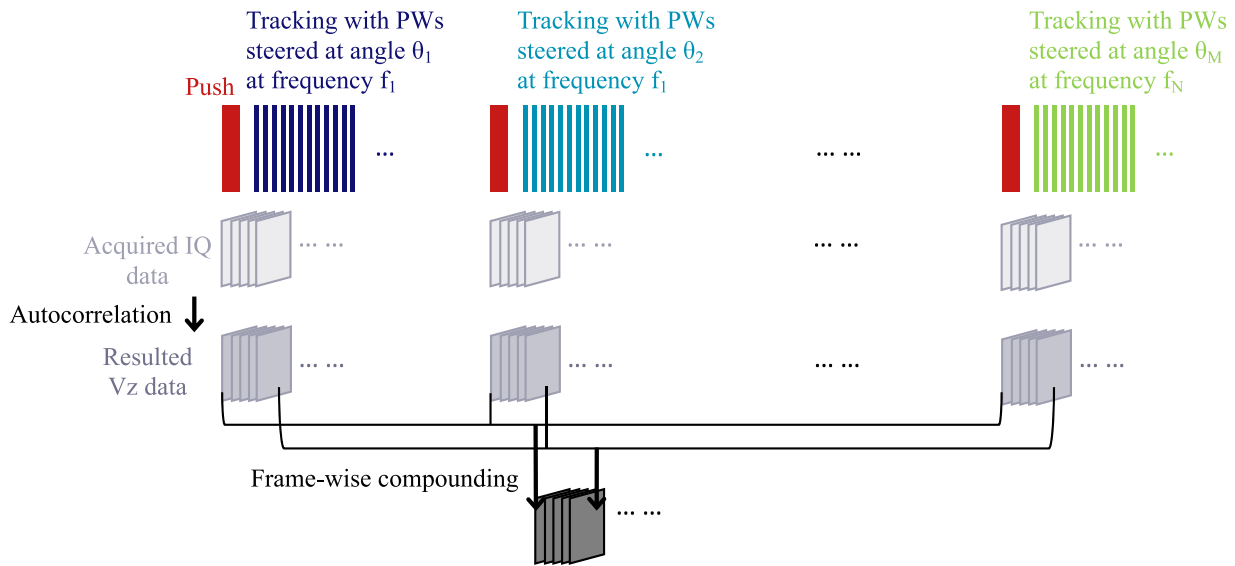 Tracking with PWs
steered at angle θ₁
at frequency f₁
Tracking with PWs
steered at angle θ₂
at frequency f₁
Tracking with PWs
steered at angle θ_M
at frequency f_N
Push
...
...
... ...
...
Acquired IQ
data
... ...
... ...
... ...
... ...
Autocorrelation
Resulted
Vz data
... ...
... ...
... ...
... ...
Frame-wise compounding
... ...